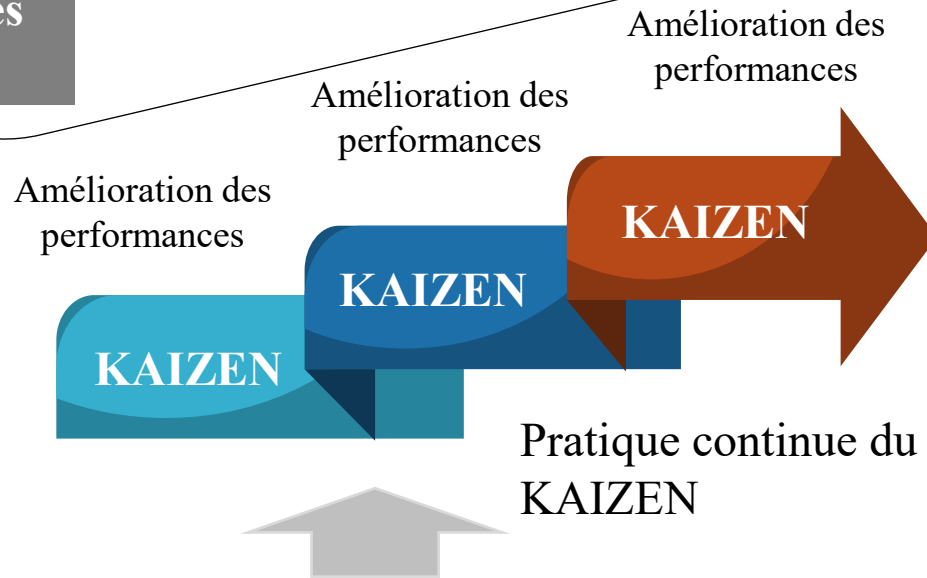 Amélioration des
performances
Amélioration des
performances
Amélioration des
performances
KAIZEN
KAIZEN
KAIZEN
Pratique continue du
KAIZEN